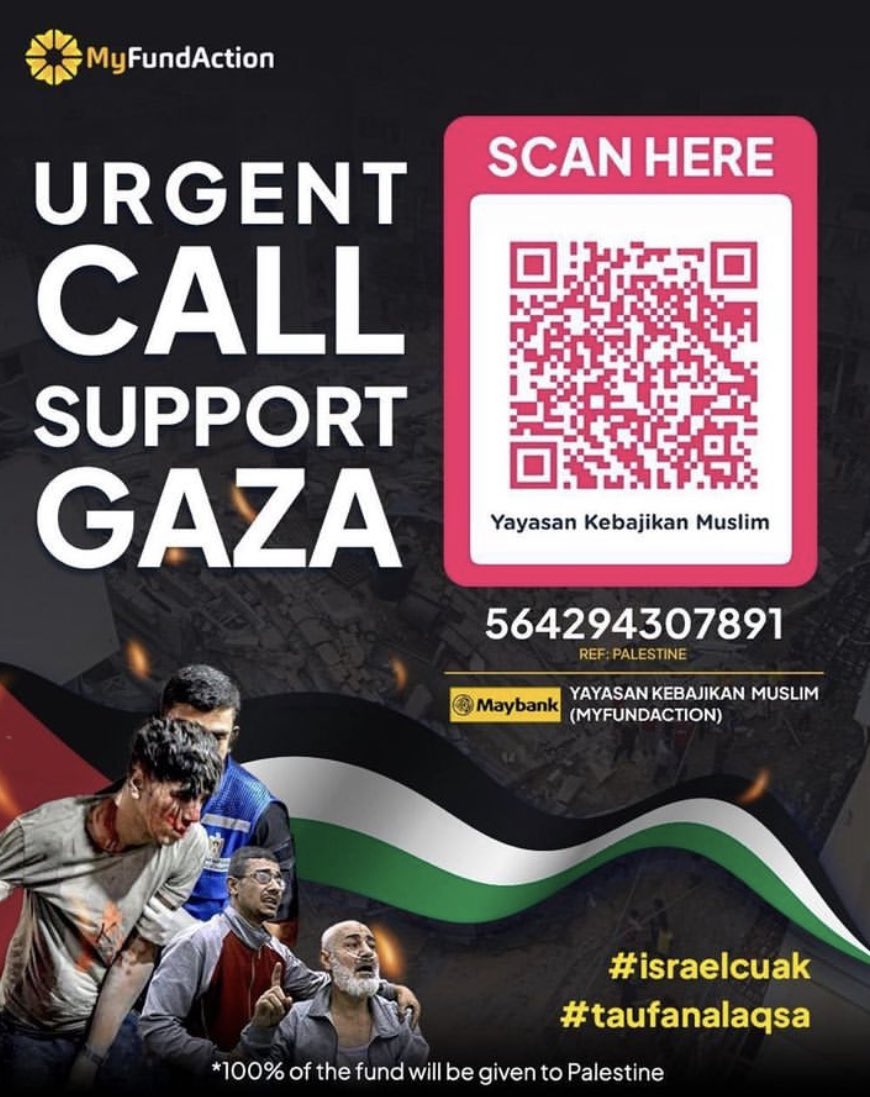 MyFundAction
URGENT
CALL
SUPPORT
GAZA
SCAN HERE
Yayasan Kebajikan Muslim
564294307891
REF: PALESTINE
Maybank
YAYASAN KEBAJIKAN MUSLIM
(MYFUNDACTION)
#israelcuak
#taufanalaqsa
*100% of the fund will be given to Palestine